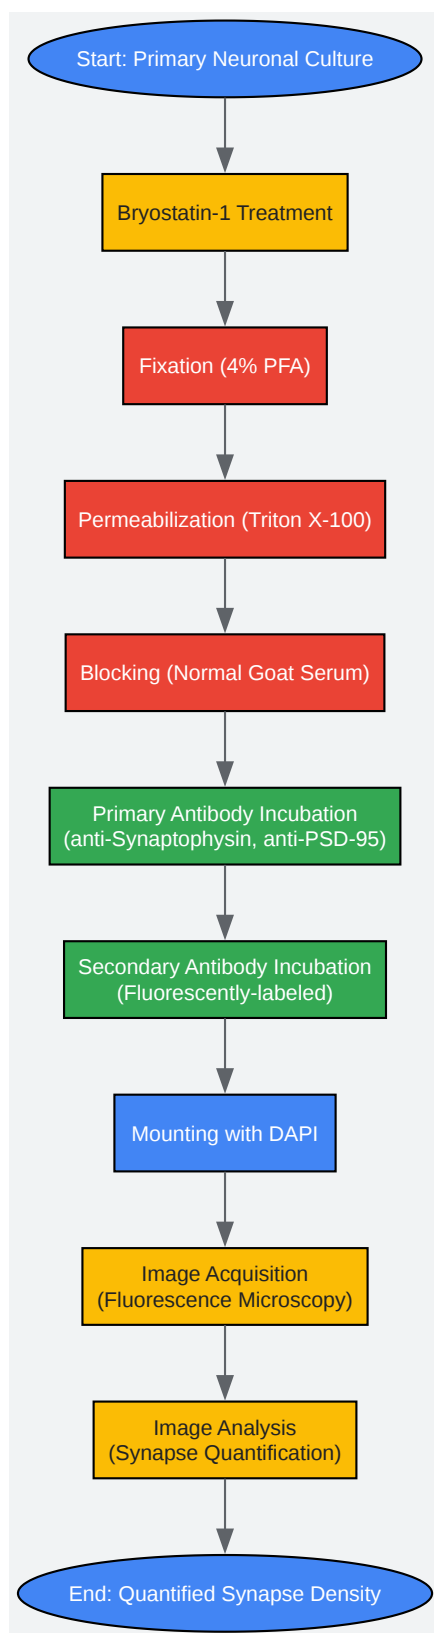 Start: Primary Neuronal Culture
Bryostatin-1 Treatment
Fixation (4% PFA)
Permeabilization (Triton X-100)
Blocking (Normal Goat Serum)
Primary Antibody Incubation
(anti-Synaptophysin, anti-PSD-95)
Secondary Antibody Incubation
(Fluorescently-labeled)
Mounting with DAPI
Image Acquisition
(Fluorescence Microscopy)
Image Analysis
(Synapse Quantification)
End: Quantified Synapse Density